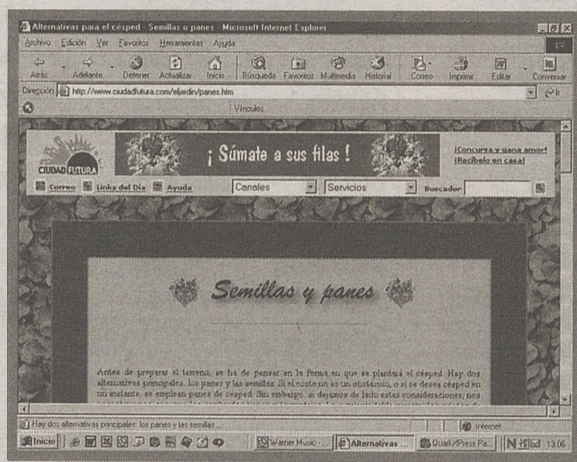 Alternativas para el césped - Semillas o panes - Microsoft Internet Explorer
Archivo Edición Ver Favoritos Herramientas Ayuda
Atrás Adelante Detener Actualizar Inicio Búsqueda Favoritos Multimedia Historial Correo Imprimir Editar Conversar
Dirección http://www.ciudadfutura.com/eljardin/panes.htm Ir
Vínculos
CIUDAD FUTURA
¡ Súmate a sus filas !
¡Concursa y gana amor!
¡Recíbelo en casa!
Correo Links del Día Ayuda Canales Servicios Buscador
Semillas y panes
Antes de preparar el terreno, se ha de pensar en la forma en que se plantará el césped. Hay dos
alternativas principales, los panes y las semillas. Si el costo no es un obstáculo, o si se desea césped en
un instante, se emplean panes de césped. Sin embargo, si dejamos de lado estas consideraciones, nos
Hay dos alternativas principales: los panes y las semillas... Internet
Inicio Warner Music -... Alternativas ... QuarkXPress Pa... 13:06